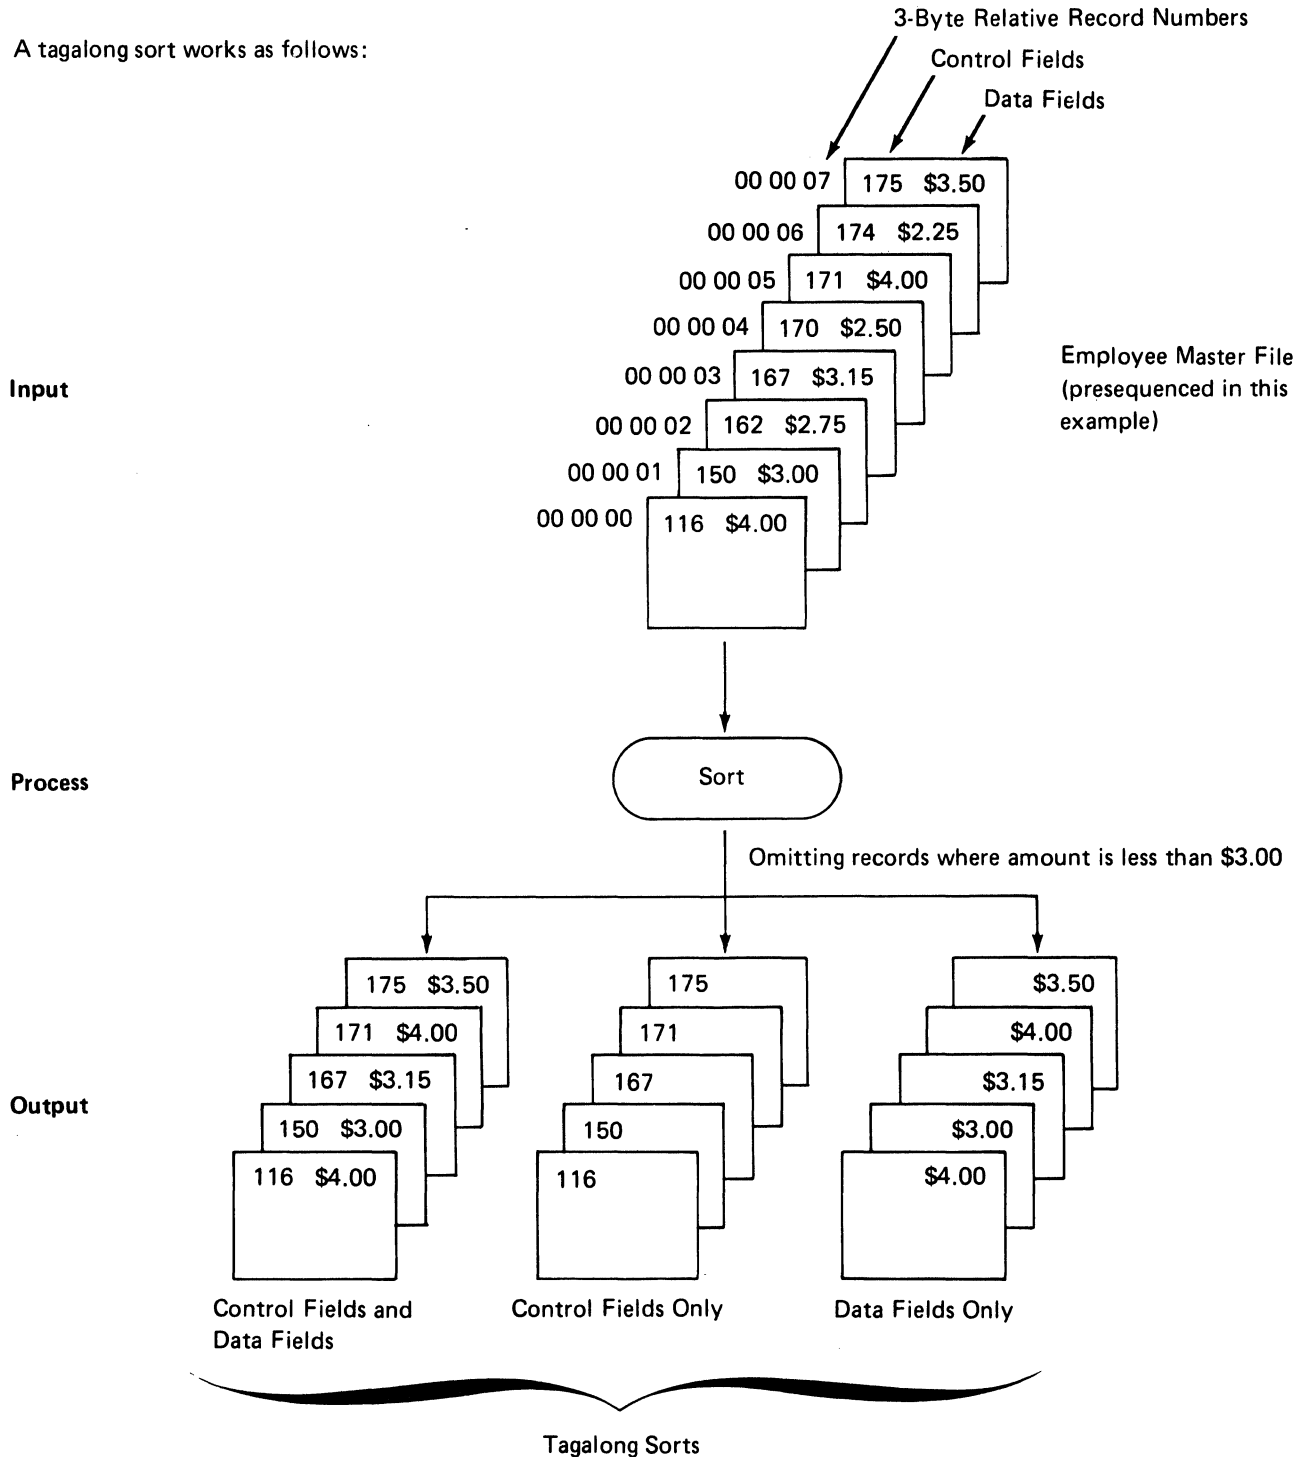 A tagalong sort works as follows:
3-Byte Relative Record Numbers
Control Fields
Data Fields
00 00 07 175 $3.50
00 00 06 174 $2.25
00 00 05 171 $4.00
00 00 04 170 $2.50
00 00 03 167 $3.15
00 00 02 162 $2.75
00 00 01 150 $3.00
00 00 00 116 $4.00
Input
Employee Master File
(presequenced in this
example)
Process
Sort
Omitting records where amount is less than $3.00
Output
175 $3.50
171 $4.00
167 $3.15
150 $3.00
116 $4.00
Control Fields and
Data Fields
175
171
167
150
116
Control Fields Only
$3.50
$4.00
$3.15
$3.00
$4.00
Data Fields Only
Tagalong Sorts